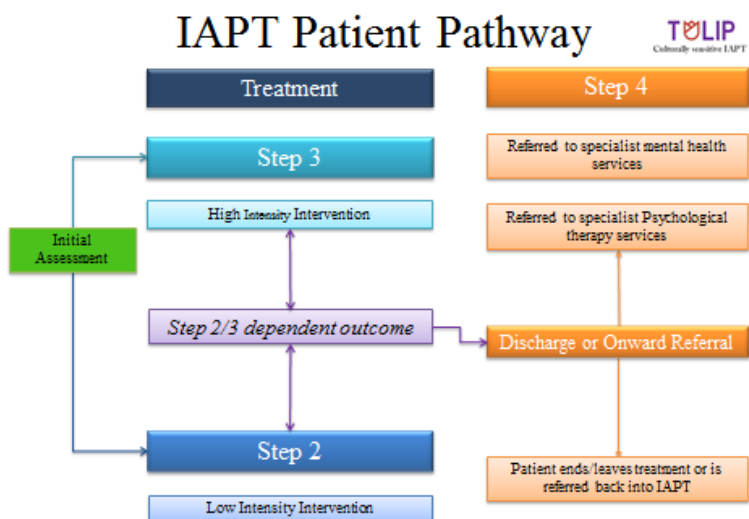 IAPT Patient Pathway
TULIP
Culturally sensitive IAPT
Treatment
Step 4
Step 3
Referred to specialist mental health
services
High Intensity Intervention
Referred to specialist Psychological
therapy services
Initial
Assessment
Step 2/3 dependent outcome
Discharge or Onward Referral
Step 2
Patient ends/leaves treatment or is
referred back into IAPT
Low Intensity Intervention